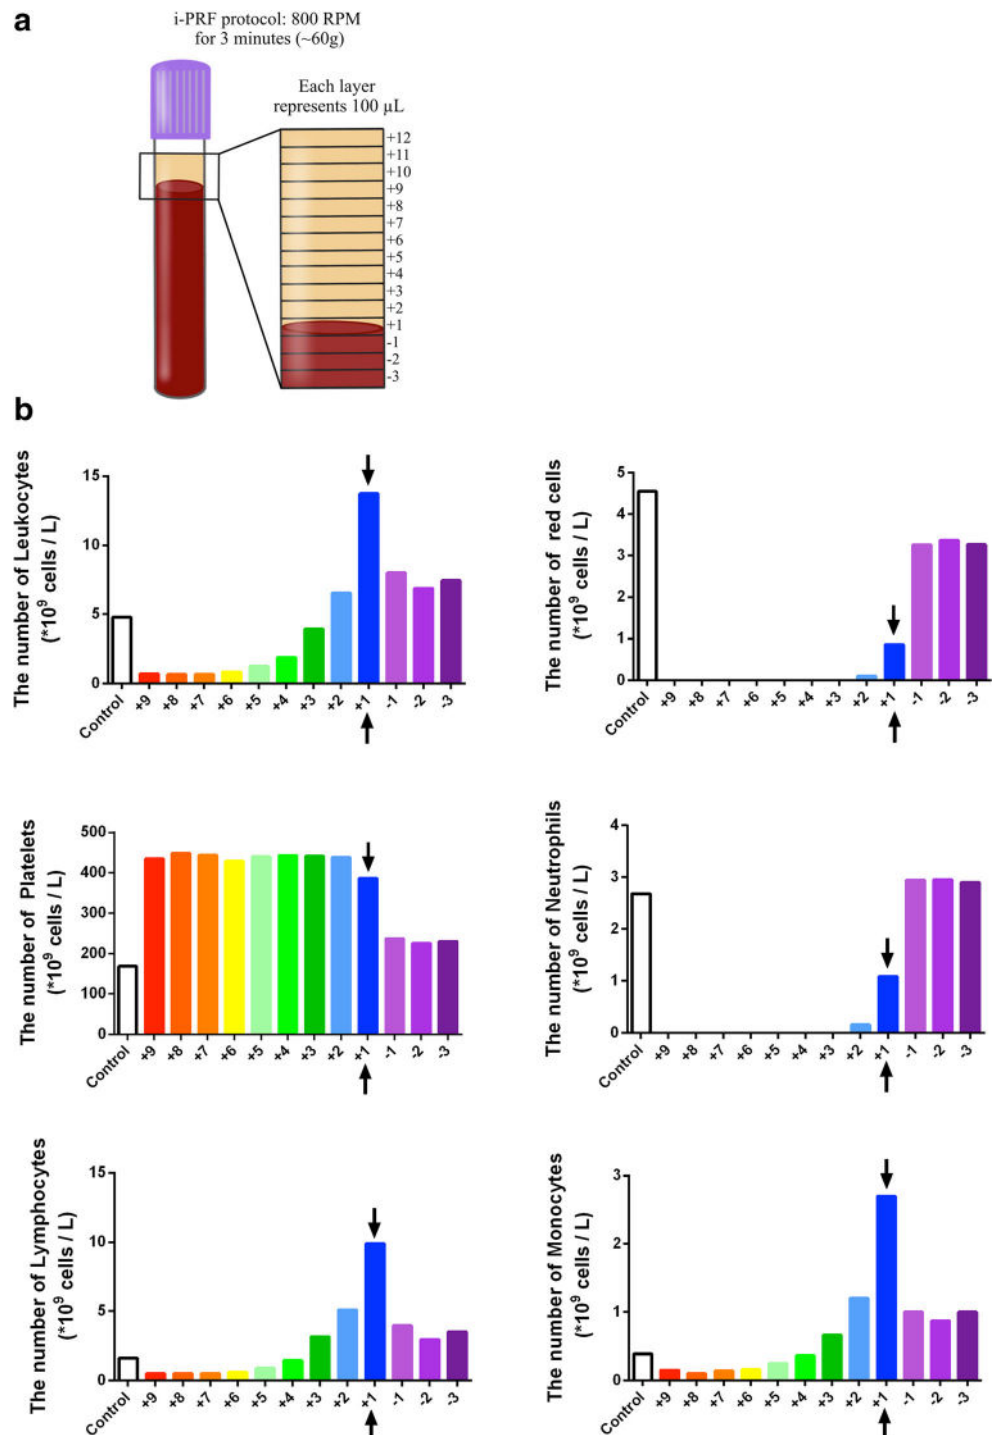 a
i-PRF protocol: 800 RPM
for 3 minutes (~60g)
Each layer
represents 100 μL
+12
+11
+10
+9
+8
+7
+6
+5
+4
+3
+2
+1
-1
-2
-3
b
The number of Leukocytes
(*10⁹ cells / L)
15
10
5
0
Control +9 +8 +7 +6 +5 +4 +3 +2 +1 -1 -2 -3
The number of red cells
(*10⁹ cells / L)
5
4
3
2
1
0
Control +9 +8 +7 +6 +5 +4 +3 +2 +1 -1 -2 -3
The number of Platelets
(*10⁹ cells / L)
500
400
300
200
100
0
Control +9 +8 +7 +6 +5 +4 +3 +2 +1 -1 -2 -3
The number of Neutrophils
(*10⁹ cells / L)
4
3
2
1
0
Control +9 +8 +7 +6 +5 +4 +3 +2 +1 -1 -2 -3
The number of Lymphocytes
(*10⁹ cells / L)
15
10
5
0
Control +9 +8 +7 +6 +5 +4 +3 +2 +1 -1 -2 -3
The number of Monocytes
(*10⁹ cells / L)
3
2
1
0
Control +9 +8 +7 +6 +5 +4 +3 +2 +1 -1 -2 -3